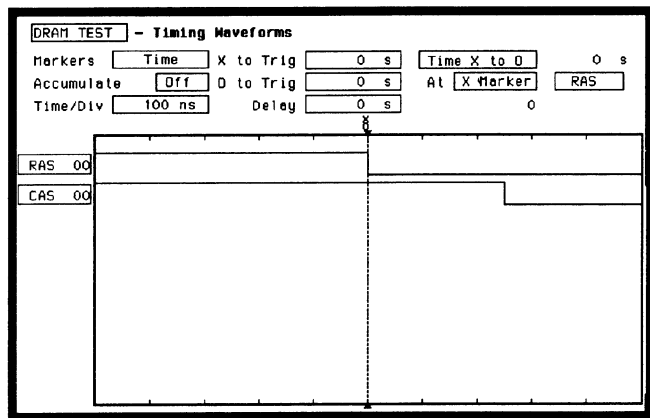 DRAM TEST - Timing Waveforms
Markers Time X to Trig 0 s Time X to O 0 s
Accumulate Off O to Trig 0 s At X Marker RAS
Time/Div 100 ns Delay 0 s 0
X
O
RAS 00
CAS 00